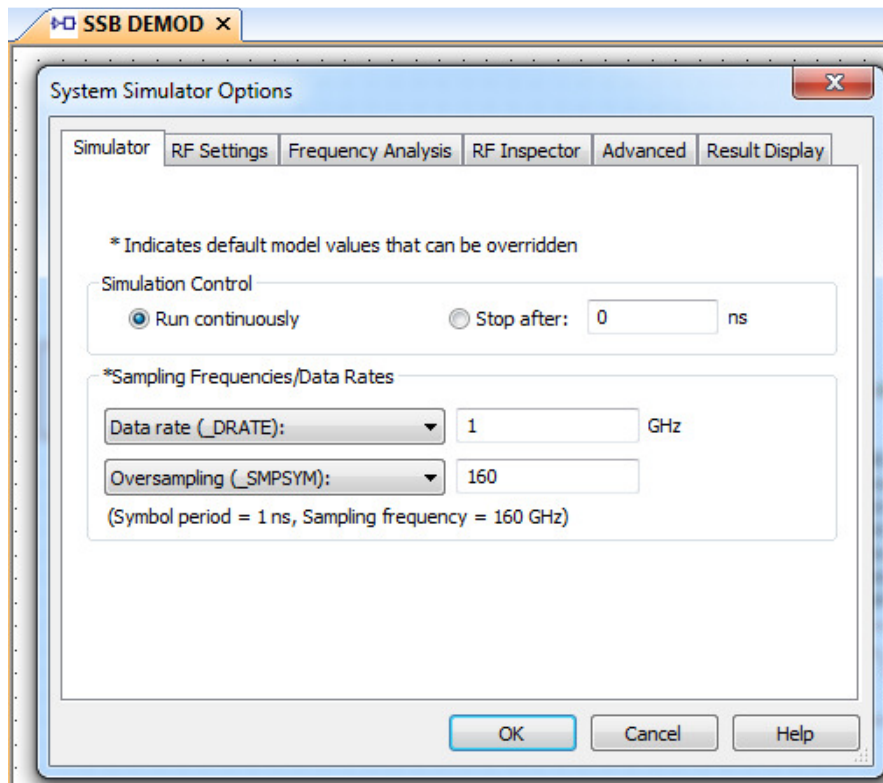 SSB DEMOD
System Simulator Options
Simulator RF Settings Frequency Analysis RF Inspector Advanced Result Display
* Indicates default model values that can be overridden
Simulation Control
Run continuously Stop after: 0 ns
*Sampling Frequencies/Data Rates
Data rate (_DRATE): 1 GHz
Oversampling (_SMPSYM): 160
(Symbol period = 1 ns, Sampling frequency = 160 GHz)
OK Cancel Help